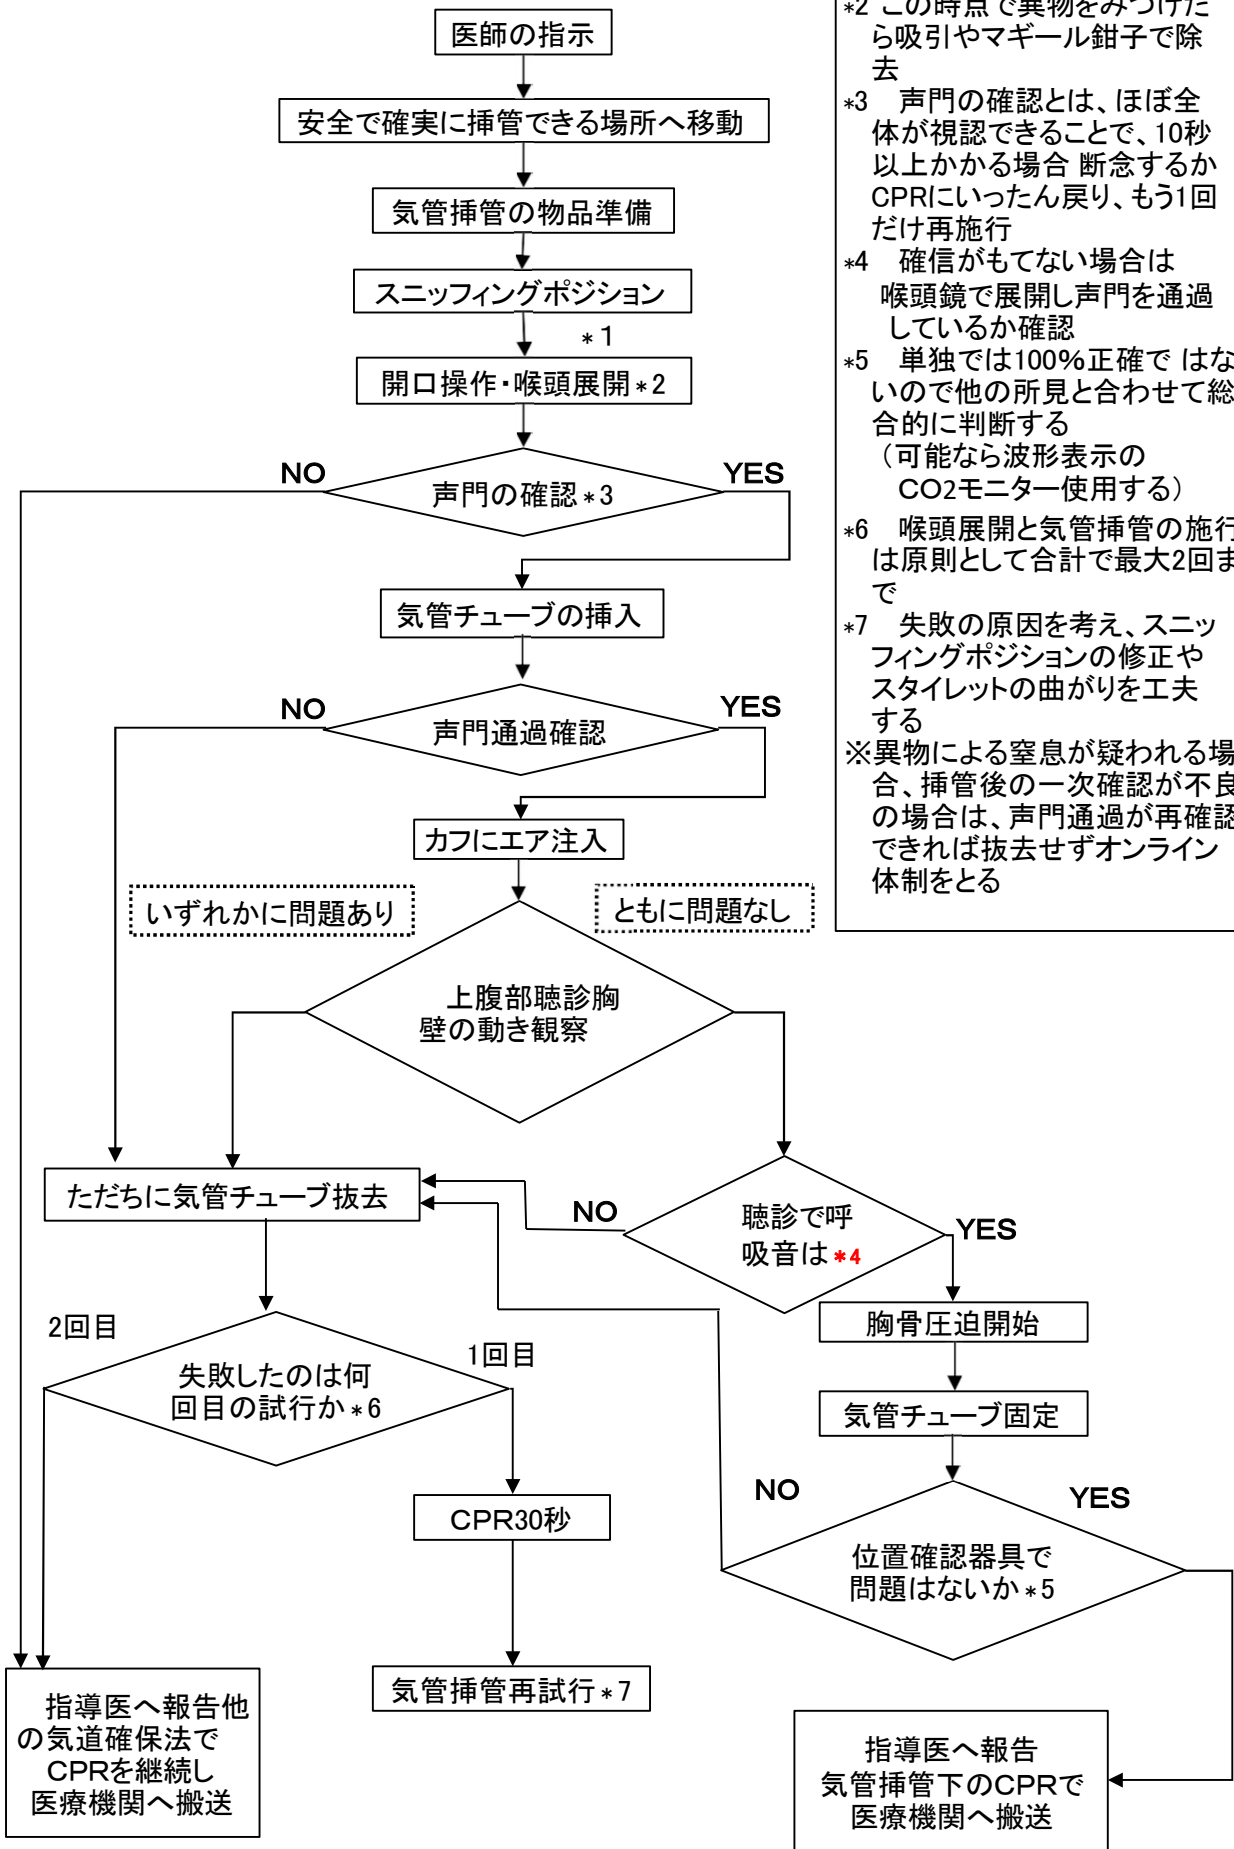 医師の指示
安全で確実に挿管できる場所へ移動
気管挿管の物品準備
スニッフィングポジション
*1
開口操作・喉頭展開*2
NO
YES
声門の確認*3
気管チューブの挿入
NO
YES
声門通過確認
カフにエア注入
いずれかに問題あり
ともに問題なし
上腹部聴診胸
壁の動き観察
ただちに気管チューブ抜去
NO
聴診で呼
吸音は*4
YES
胸骨圧迫開始
2回目
1回目
失敗したのは何
回目の試行か*6
気管チューブ固定
CPR30秒
NO
YES
位置確認器具で
問題はないか*5
気管挿管再試行*7
指導医へ報告他
の気道確保法で
CPRを継続し
医療機関へ搬送
指導医へ報告
気管挿管下のCPRで
医療機関へ搬送
*2 この時点で異物をみつけた
ら吸引やマギール鉗子で除
去
*3 声門の確認とは、ほぼ全
体が視認できることで、10秒
以上かかる場合 断念するか
CPRにいったん戻り、もう1回
だけ再施行
*4 確信がもてない場合は
喉頭鏡で展開し声門を通過
しているか確認
*5 単独では100%正確で はな
いので他の所見と合わせて総
合的に判断する
(可能なら波形表示の
CO2モニター使用する)
*6 喉頭展開と気管挿管の施行
は原則として合計で最大2回ま
で
*7 失敗の原因を考え、スニッ
フィングポジションの修正や
スタイレットの曲がりを工夫
する
※異物による窒息が疑われる場
合、挿管後の一次確認が不良
の場合は、声門通過が再確認
できれば抜去せずオンライン
体制をとる